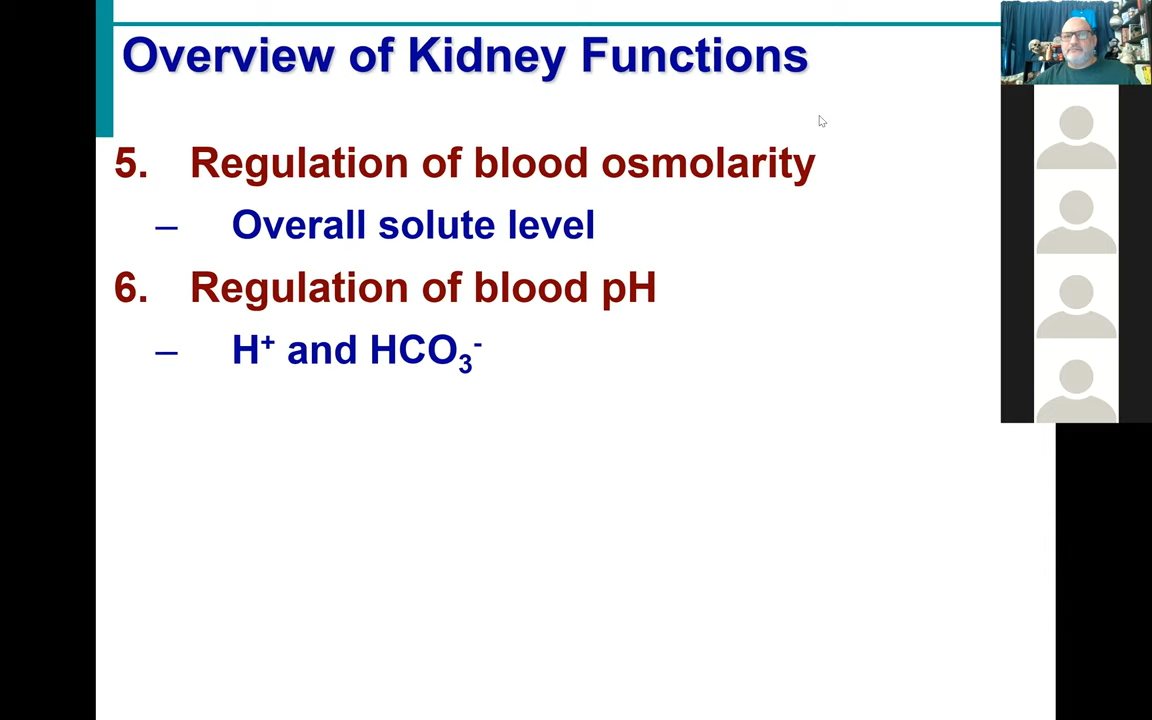 Overview of Kidney Functions
5. Regulation of blood osmolarity
– Overall solute level
6. Regulation of blood pH
– H⁺ and HCO₃⁻